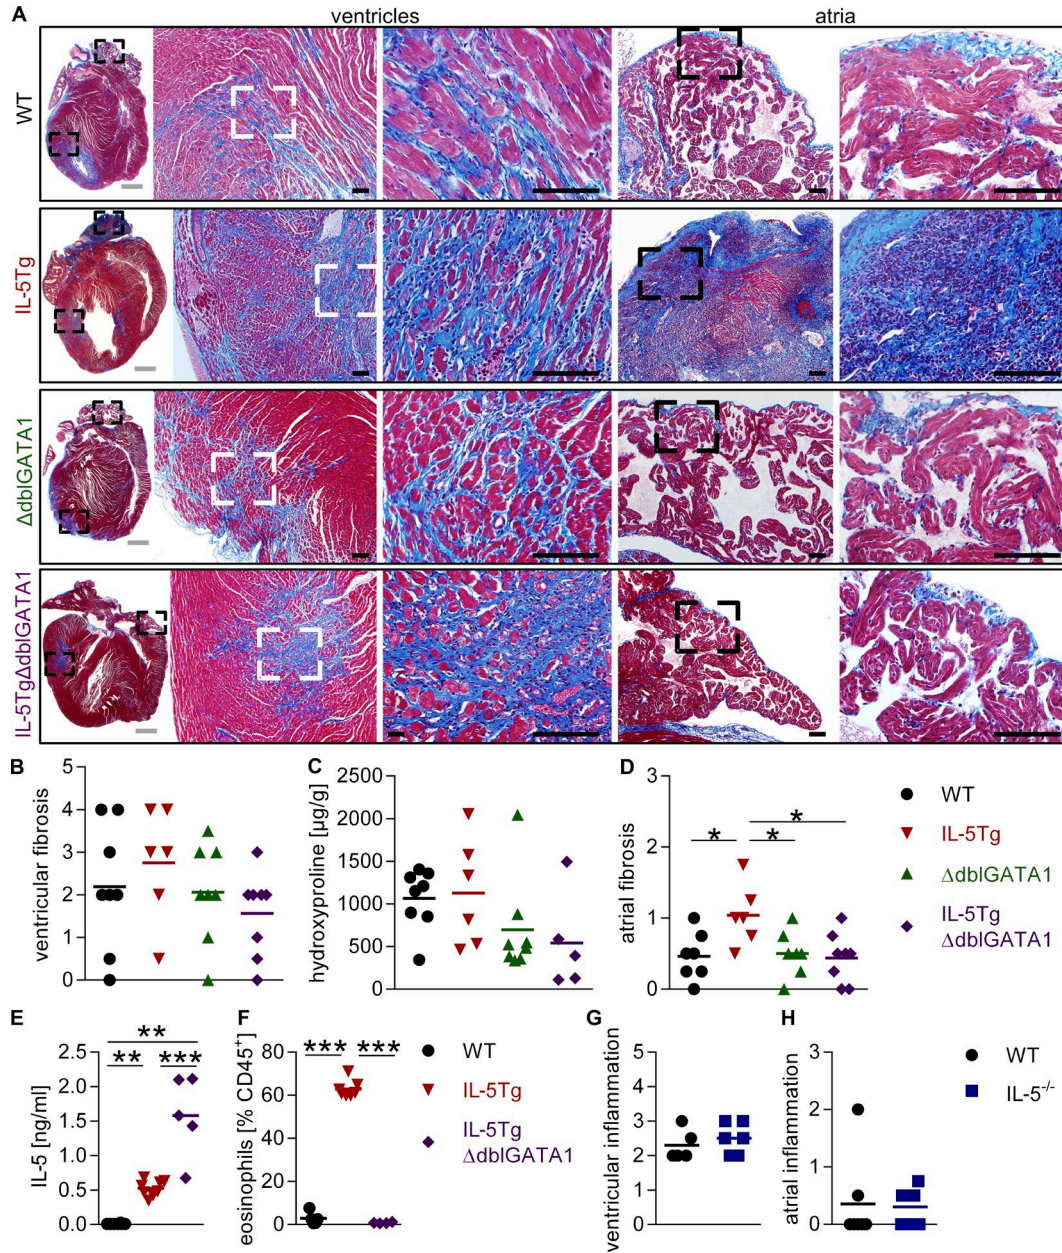 A
ventricles
atria
WT
IL-5Tg
ΔdblGATA1
IL-5TgΔdblGATA1
B
ventricular fibrosis
5
4
3
2
1
0
C
hydroxyproline [µg/g]
2500
2000
1500
1000
500
0
D
atrial fibrosis
3
2
1
0
*
*
*
WT
IL-5Tg
ΔdblGATA1
IL-5Tg
ΔdblGATA1
E
IL-5 [ng/ml]
2.5
2.0
1.5
1.0
0.5
0.0
**
**
***
F
eosinophils [% CD45⁺]
80
60
40
20
0
***
***
WT
IL-5Tg
IL-5Tg
ΔdblGATA1
G
ventricular inflammation
5
4
3
2
1
0
H
atrial inflammation
3
2
1
0
WT
IL-5⁻/⁻